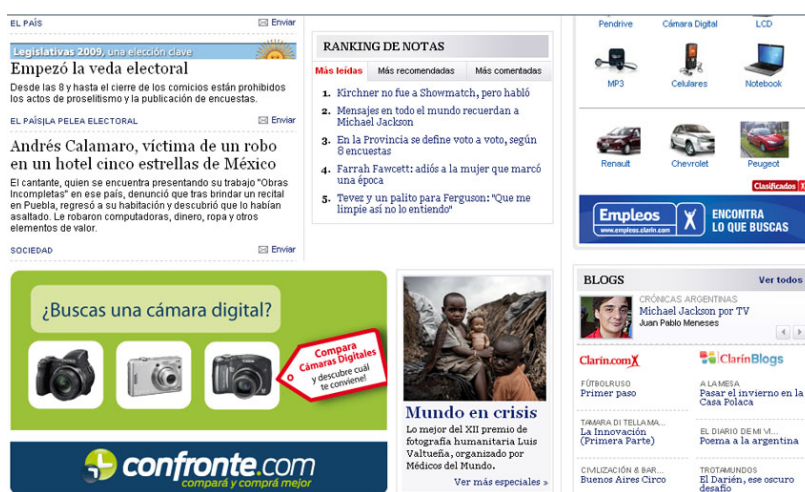 EL PAÍS
Enviar
Legislativas 2009, una elección clave
Empezó la veda electoral
Desde las 8 y hasta el cierre de los comicios están prohibidos
los actos de proselitismo y la publicación de encuestas.
EL PAÍS|LA PELEA ELECTORAL
Enviar
Andrés Calamaro, víctima de un robo
en un hotel cinco estrellas de México
El cantante, quien se encuentra presentando su trabajo "Obras
Incompletas" en ese país, denunció que tras brindar un recital
en Puebla, regresó a su habitación y descubrió que lo habían
asaltado. Le robaron computadoras, dinero, ropa y otros
elementos de valor.
SOCIEDAD
Enviar
RANKING DE NOTAS
Más leídas
Más recomendadas
Más comentadas
1. Kirchner no fue a Showmatch, pero habló
2. Mensajes en todo el mundo recuerdan a
Michael Jackson
3. En la Provincia se define voto a voto, según
8 encuestas
4. Farrah Fawcett: adiós a la mujer que marcó
una época
5. Tevez y un palito para Ferguson: "Que me
limpie así no lo entiendo"
Pendrive
Cámara Digital
LCD
MP3
Celulares
Notebook
Renault
Chevrolet
Peugeot
Clasificados X
Empleos
www.empleos.clarin.com
X
ENCONTRA
LO QUE BUSCAS
¿Buscas una cámara digital?
Compara
Cámaras Digitales
y descubre cuál
te conviene!
confronte.com
compará y comprá mejor
Mundo en crisis
Lo mejor del XII premio de
fotografía humanitaria Luis
Valtueña, organizado por
Médicos del Mundo.
Ver más especiales »
BLOGS
Ver todos
CRÓNICAS ARGENTINAS
Michael Jackson por TV
Juan Pablo Meneses
Clarín.com X
ClarínBlogs
FÚTBOLRUSO
Primer paso
A LA MESA
Pasar el invierno en la
Casa Polaca
TAMARA DI TELLA MA...
La Innovación
(Primera Parte)
EL DIARIO DE MI VI...
Poema a la argentina
CIVILIZACIÓN & BAR...
Buenos Aires Circo
TROTAMUNDOS
El Darién, ese oscuro
desafío